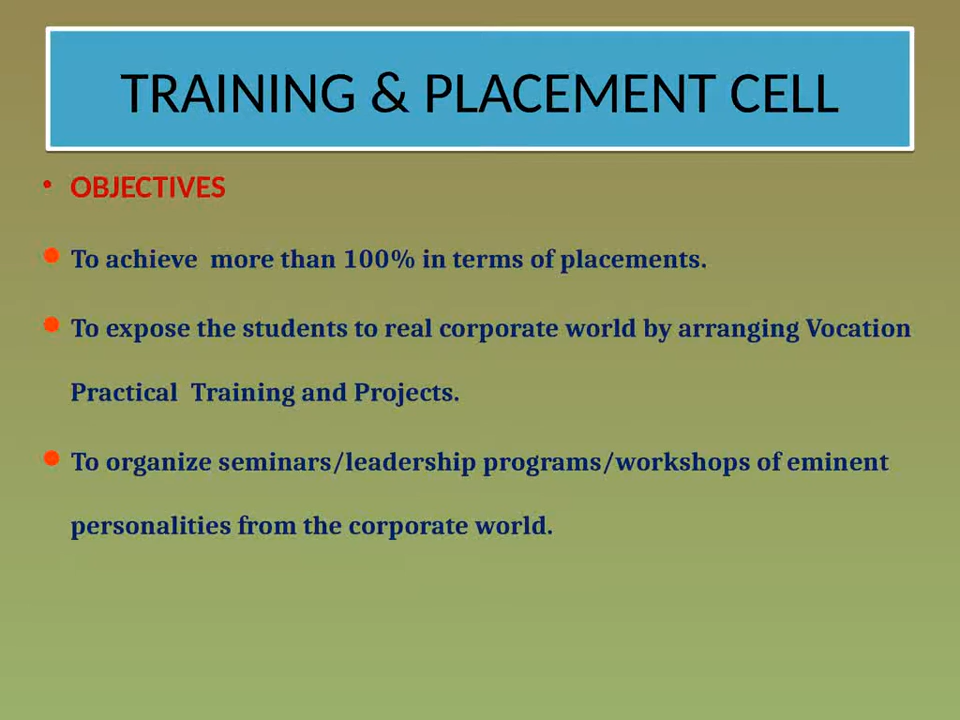 TRAINING & PLACEMENT CELL
• OBJECTIVES
To achieve more than 100% in terms of placements.
To expose the students to real corporate world by arranging Vocation
Practical Training and Projects.
To organize seminars/leadership programs/workshops of eminent
personalities from the corporate world.